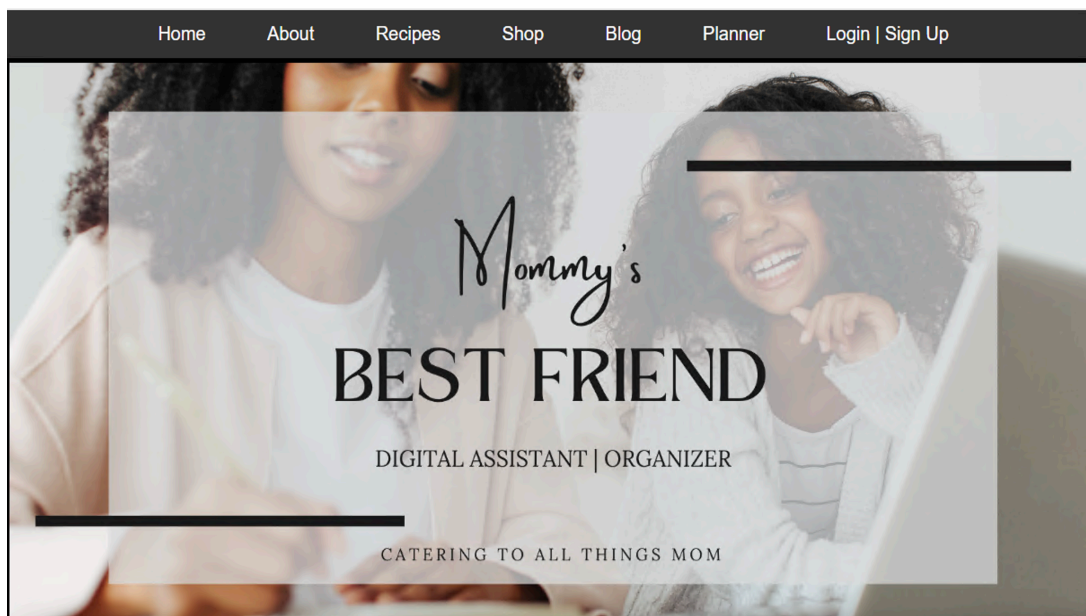 Home About Recipes Shop Blog Planner Login | Sign Up
Mommy's
BEST FRIEND
DIGITAL ASSISTANT | ORGANIZER
CATERING TO ALL THINGS MOM